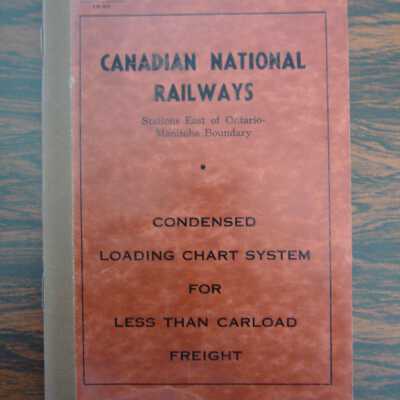 CANADIAN NATIONAL
RAILWAYS
Stations East of Ontario-
Manitoba Boundary
CONDENSED
LOADING CHART SYSTEM
FOR
LESS THAN CARLOAD
FREIGHT